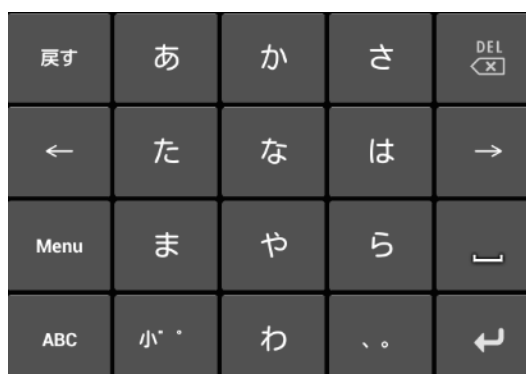 戻す あ か さ DEL
← た な は →
Menu ま や ら
ABC 小゛゜ わ 、。